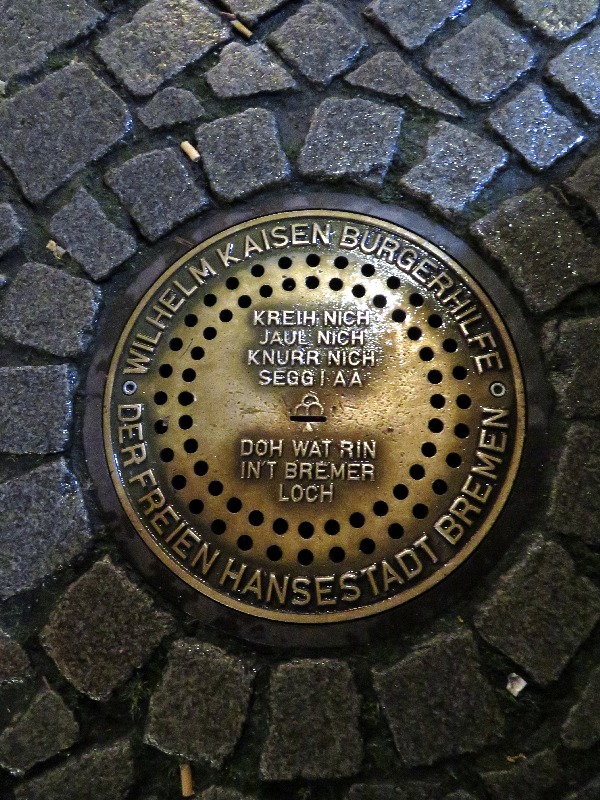 WILHELM KAISEN BÜRGERHILFE
KREIH NICH
JAUL NICH
KNURR NICH
SEGG I AA
DOH WAT RIN
IN'T BREMER
LOCH
DER FREIEN HANSESTADT BREMEN